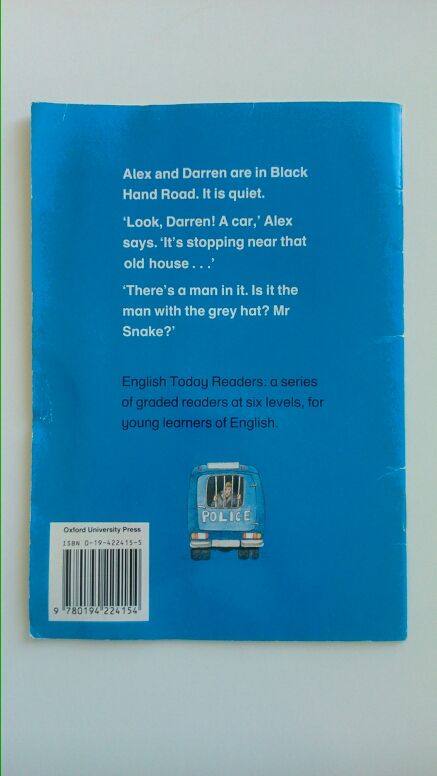 Alex and Darren are in Black
Hand Road. It is quiet.
‘Look, Darren! A car,’ Alex
says. ‘It’s stopping near that
old house . . .’
‘There’s a man in it. Is it the
man with the grey hat? Mr
Snake?’
English Today Readers: a series
of graded readers at six levels, for
young learners of English.
POLICE
Oxford University Press
ISBN 0-19-422415-5
9 780194 224154